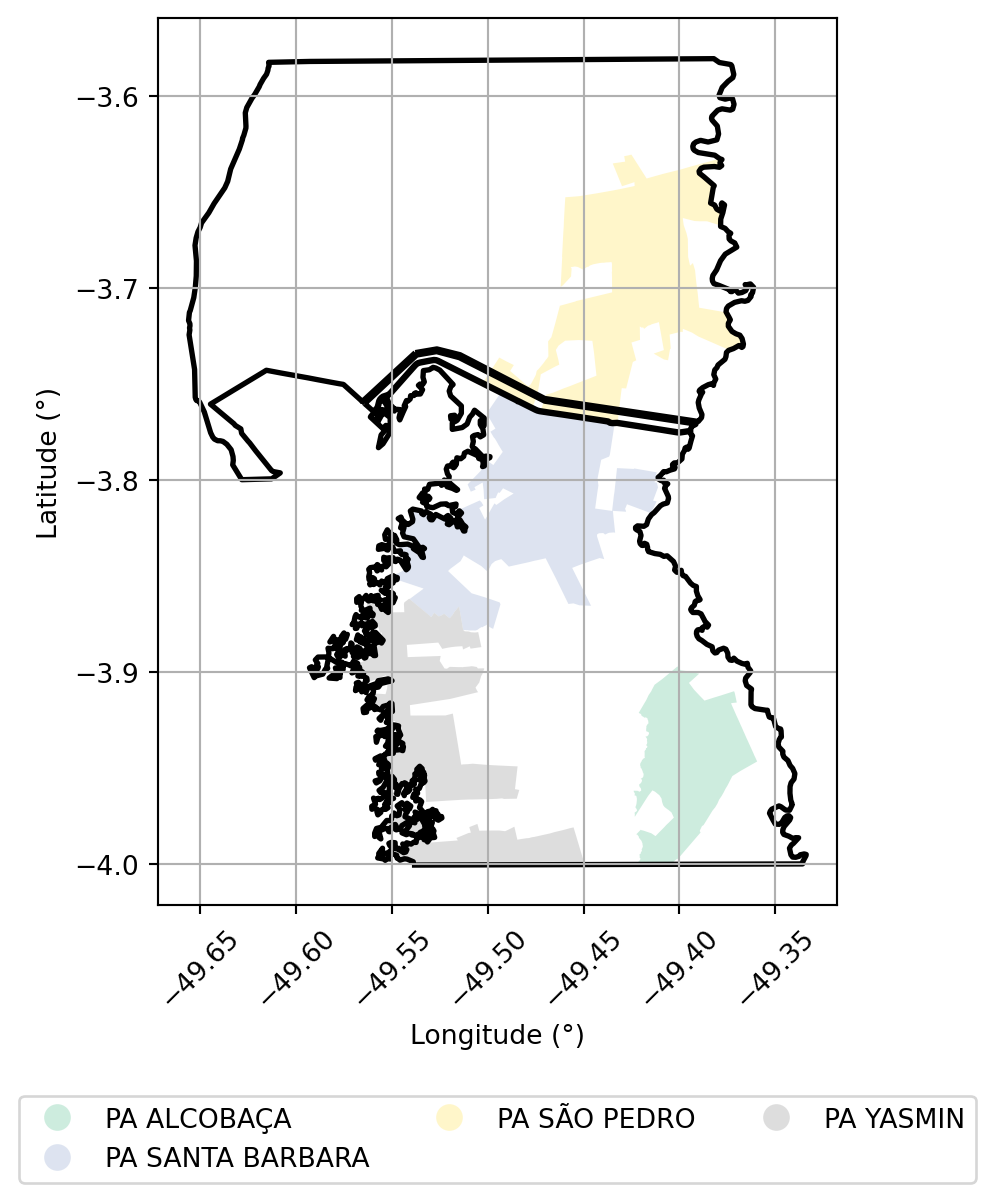 −3.6
−3.7
−3.8
−3.9
−4.0
Latitude (°)
−49.65
−49.60
−49.55
−49.50
−49.45
−49.40
−49.35
Longitude (°)
PA ALCOBAÇA
PA SÃO PEDRO
PA YASMIN
PA SANTA BARBARA